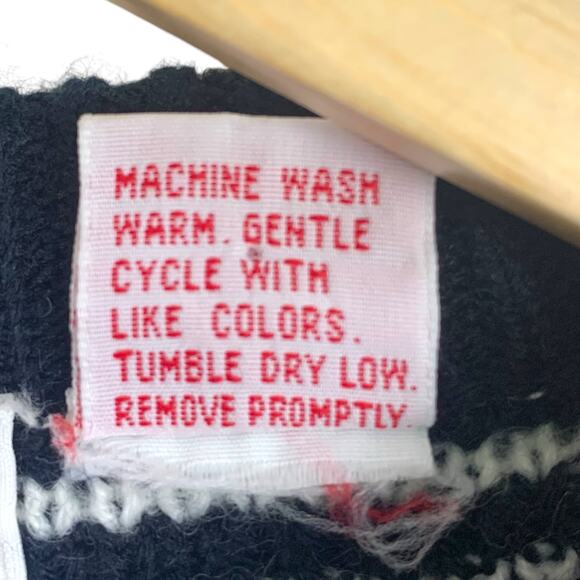 MACHINE WASH
WARM. GENTLE
CYCLE WITH
LIKE COLORS.
TUMBLE DRY LOW.
REMOVE PROMPTLY.